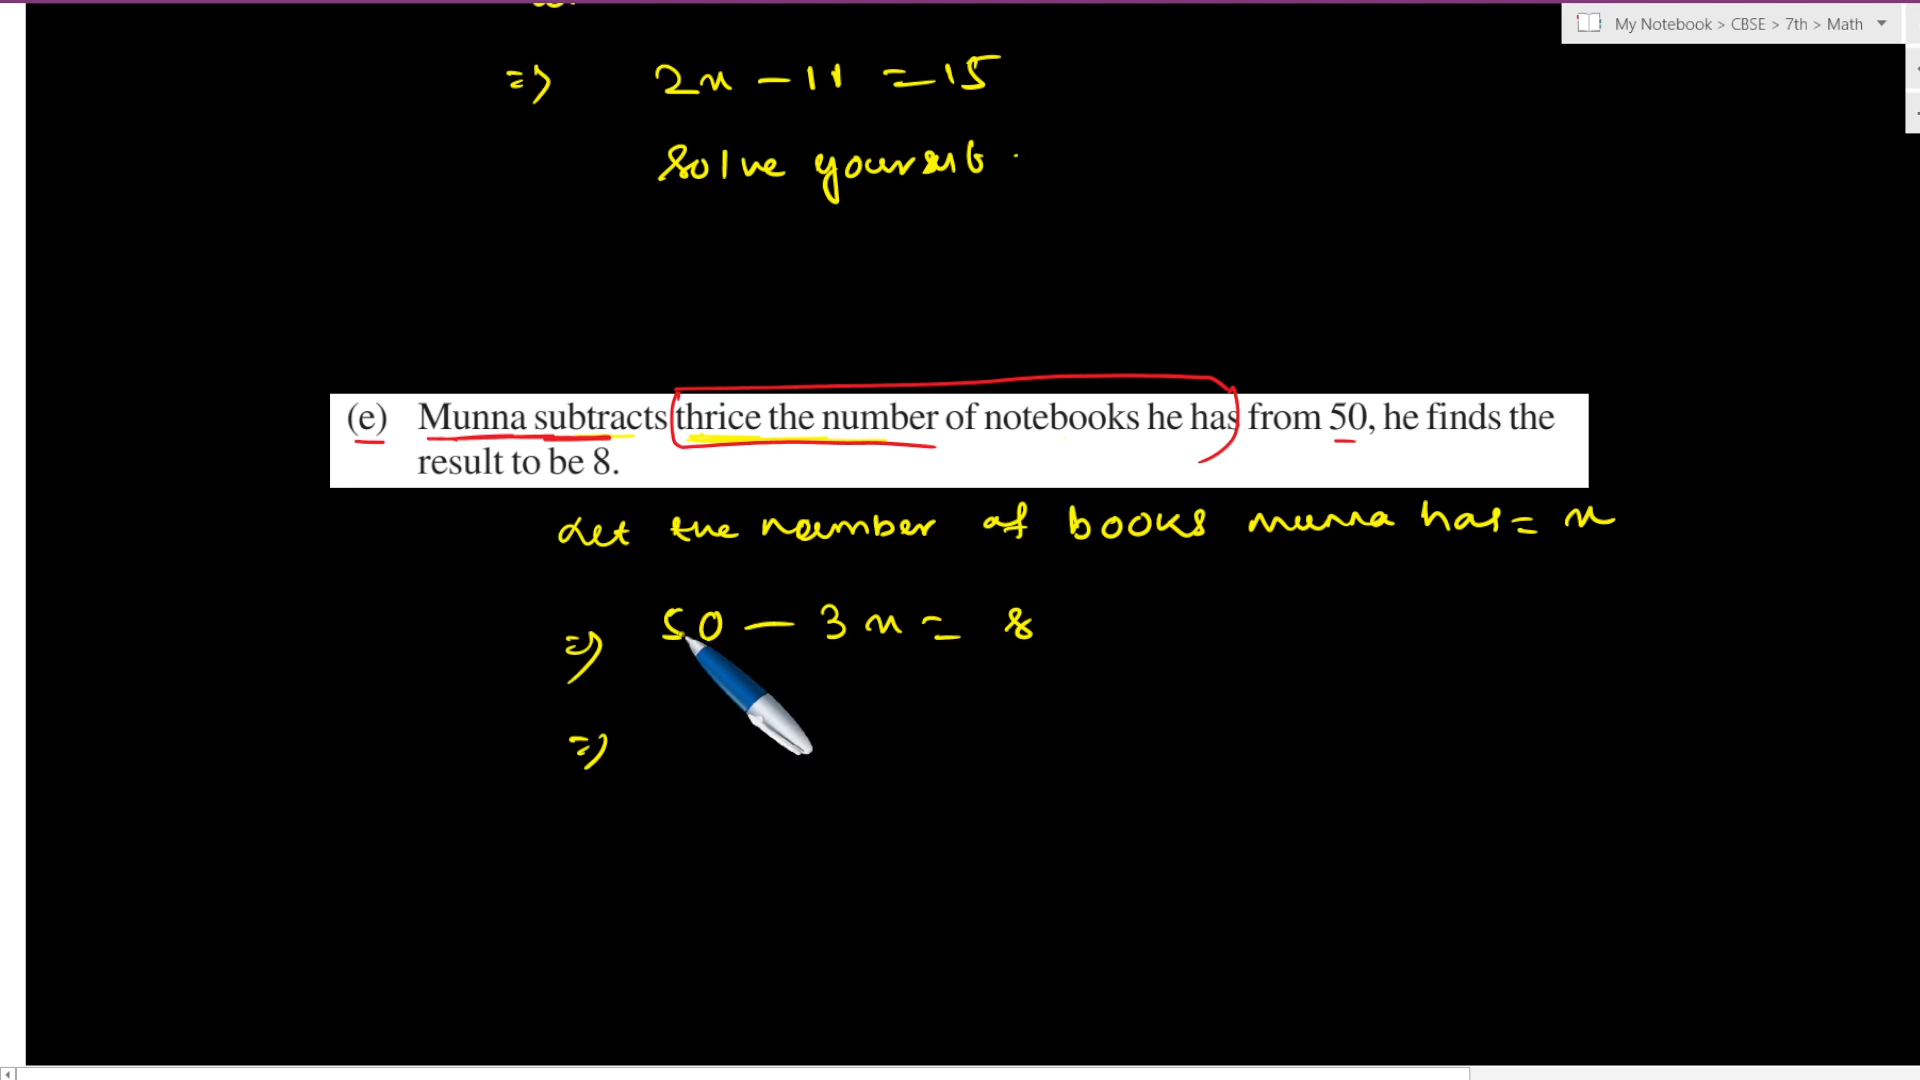 My Notebook > CBSE > 7th > Math
=> 2x - 11 = 15
Solve yourself.
(e) Munna subtracts thrice the number of notebooks he has from 50, he finds the
result to be 8.
Let the number of books munna has = x
=> 50 - 3x = 8
=>